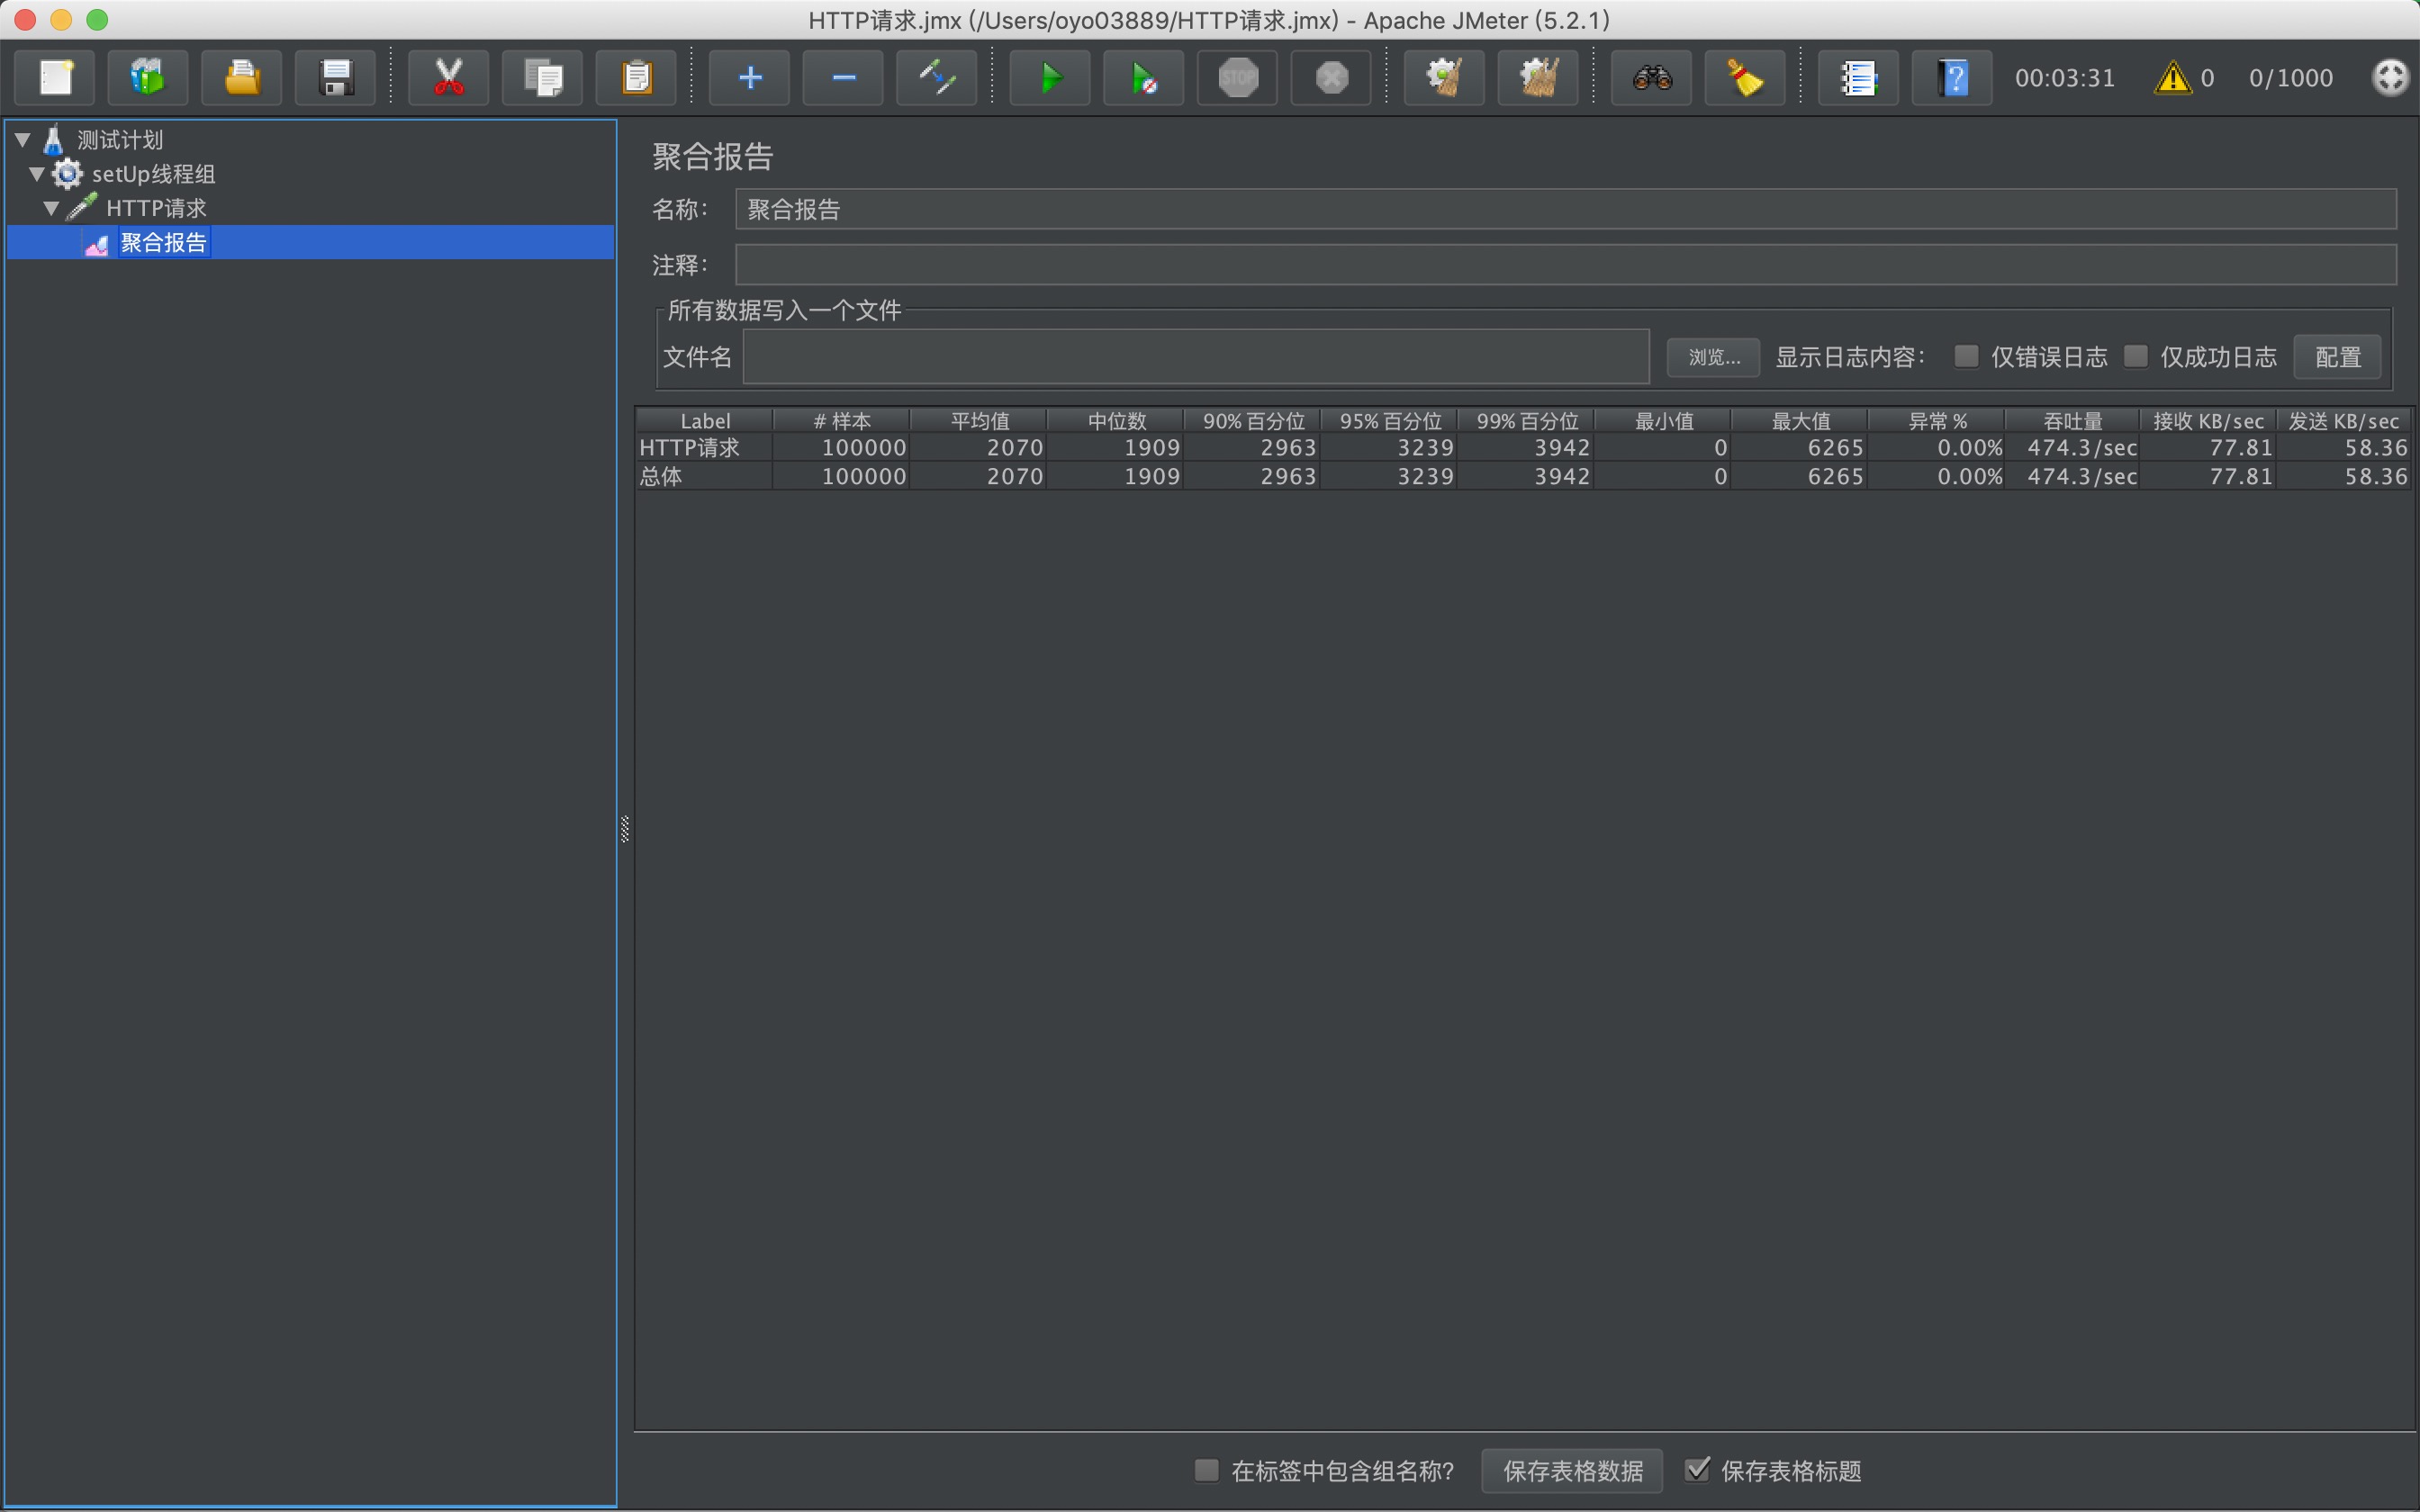 HTTP请求.jmx (/Users/oyo03889/HTTP请求.jmx) - Apache JMeter (5.2.1)
STOP
00:03:31 0 0/1000
测试计划
setUp线程组
HTTP请求
聚合报告
聚合报告
名称： 聚合报告
注释：
所有数据写入一个文件
文件名 浏览... 显示日志内容： 仅错误日志 仅成功日志 配置
Label # 样本 平均值 中位数 90% 百分位 95% 百分位 99% 百分位 最小值 最大值 异常 % 吞吐量 接收 KB/sec 发送 KB/sec
HTTP请求 100000 2070 1909 2963 3239 3942 0 6265 0.00% 474.3/sec 77.81 58.36
总体 100000 2070 1909 2963 3239 3942 0 6265 0.00% 474.3/sec 77.81 58.36
在标签中包含组名称? 保存表格数据 保存表格标题